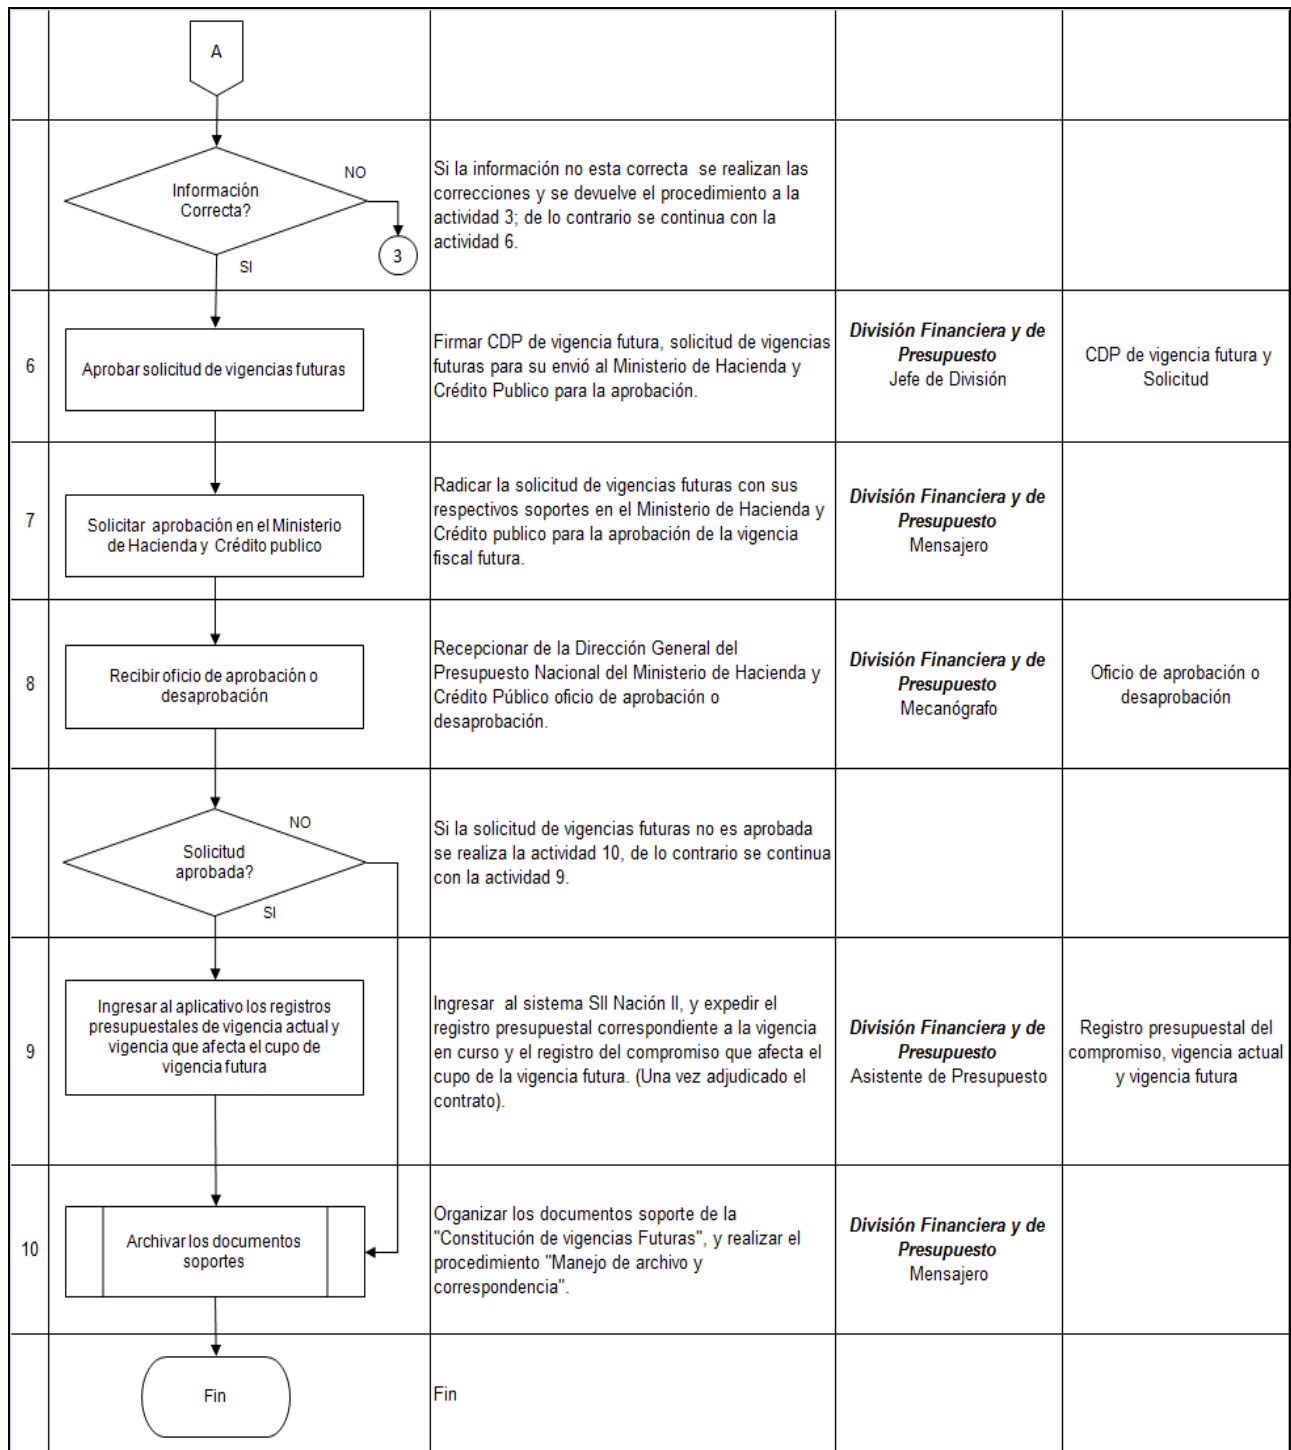 A
Información
Correcta?
NO
3
SI
Si la información no esta correcta  se realizan las
correcciones y se devuelve el procedimiento a la
actividad 3; de lo contrario se continua con la
actividad 6.
6
Aprobar solicitud de vigencias futuras
Firmar CDP de vigencia futura, solicitud de vigencias
futuras para su envió al Ministerio de Hacienda y
Crédito Publico para la aprobación.
División Financiera y de
Presupuesto
Jefe de División
CDP de vigencia futura y
Solicitud
7
Solicitar  aprobación en el Ministerio
de Hacienda y  Crédito publico
Radicar la solicitud de vigencias futuras con sus
respectivos soportes en el Ministerio de Hacienda y
Crédito publico para la aprobación de la vigencia
fiscal futura.
División Financiera y de
Presupuesto
Mensajero
8
Recibir oficio de aprobación o
desaprobación
Recepcionar de la Dirección General del
Presupuesto Nacional del Ministerio de Hacienda y
Crédito Público oficio de aprobación o
desaprobación.
División Financiera y de
Presupuesto
Mecanógrafo
Oficio de aprobación o
desaprobación
Solicitud
aprobada?
NO
SI
Si la solicitud de vigencias futuras no es aprobada
se realiza la actividad 10, de lo contrario se continua
con la actividad 9.
9
Ingresar al aplicativo los registros
presupuestales de vigencia actual y
vigencia que afecta el cupo de
vigencia futura
Ingresar  al sistema SII Nación II, y expedir el
registro presupuestal correspondiente a la vigencia
en curso y el registro del compromiso que afecta el
cupo de la vigencia futura. (Una vez adjudicado el
contrato).
División Financiera y de
Presupuesto
Asistente de Presupuesto
Registro presupuestal del
compromiso, vigencia actual
y vigencia futura
10
Archivar los documentos
soportes
Organizar los documentos soporte de la
"Constitución de vigencias Futuras", y realizar el
procedimiento "Manejo de archivo y
correspondencia".
División Financiera y de
Presupuesto
Mensajero
Fin
Fin